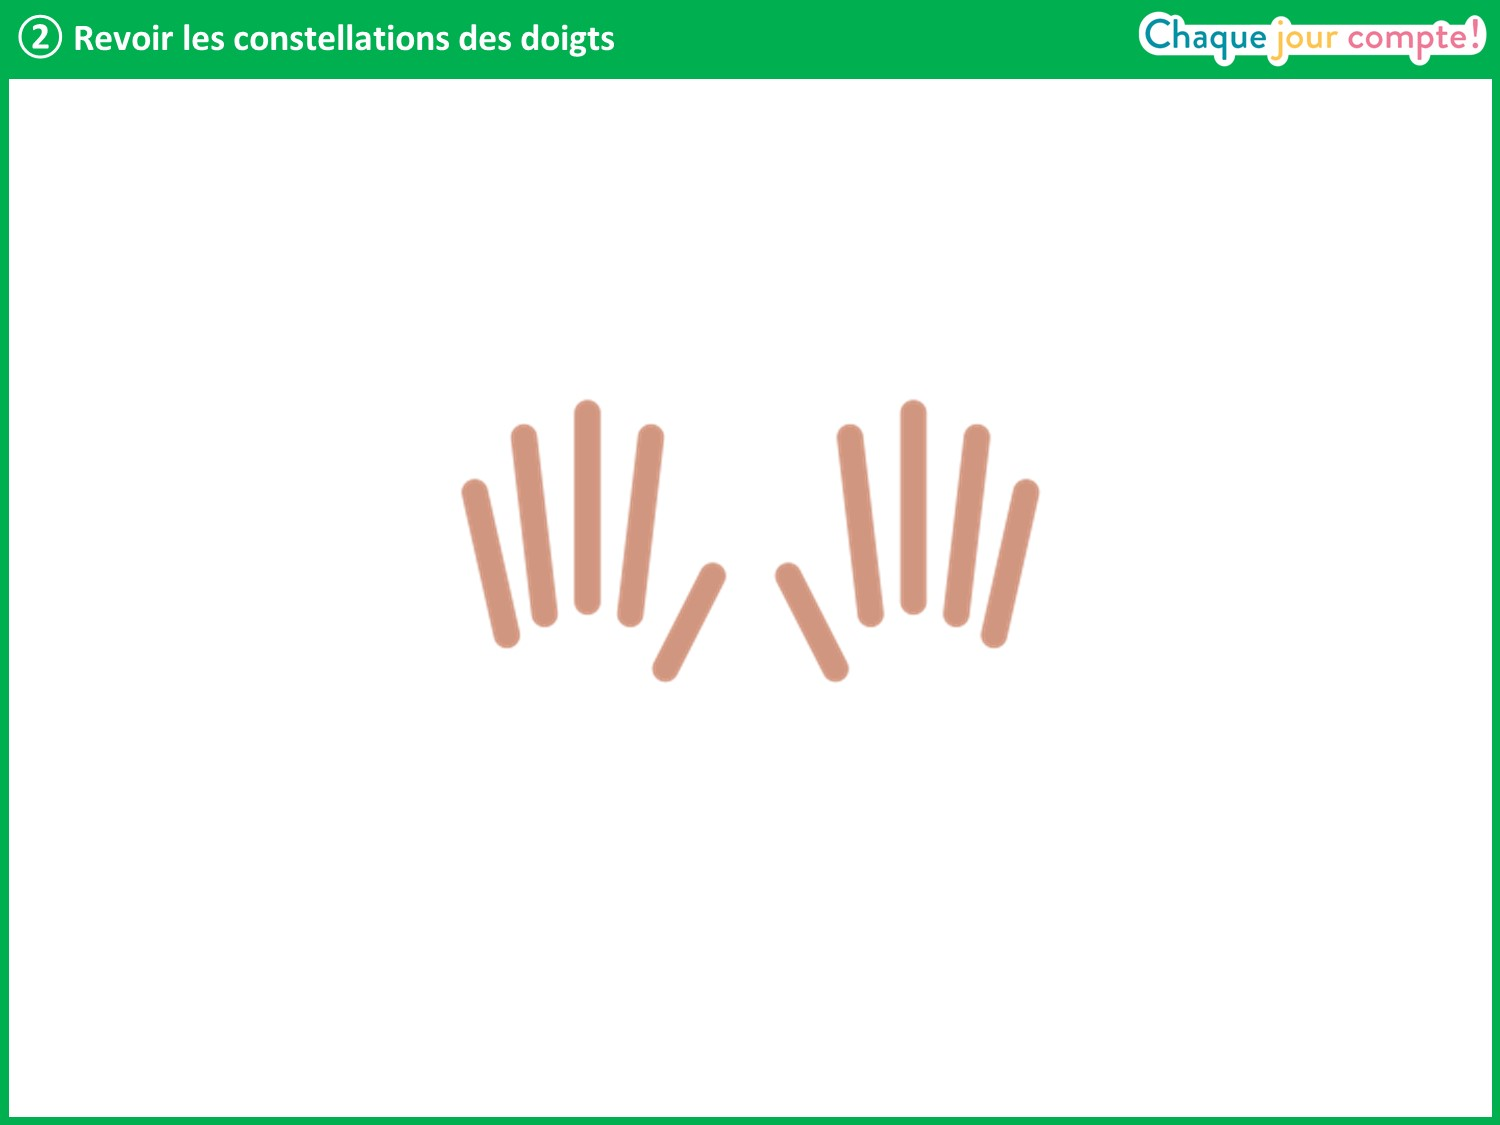 ② Revoir les constellations des doigts
Chaque jour compte!